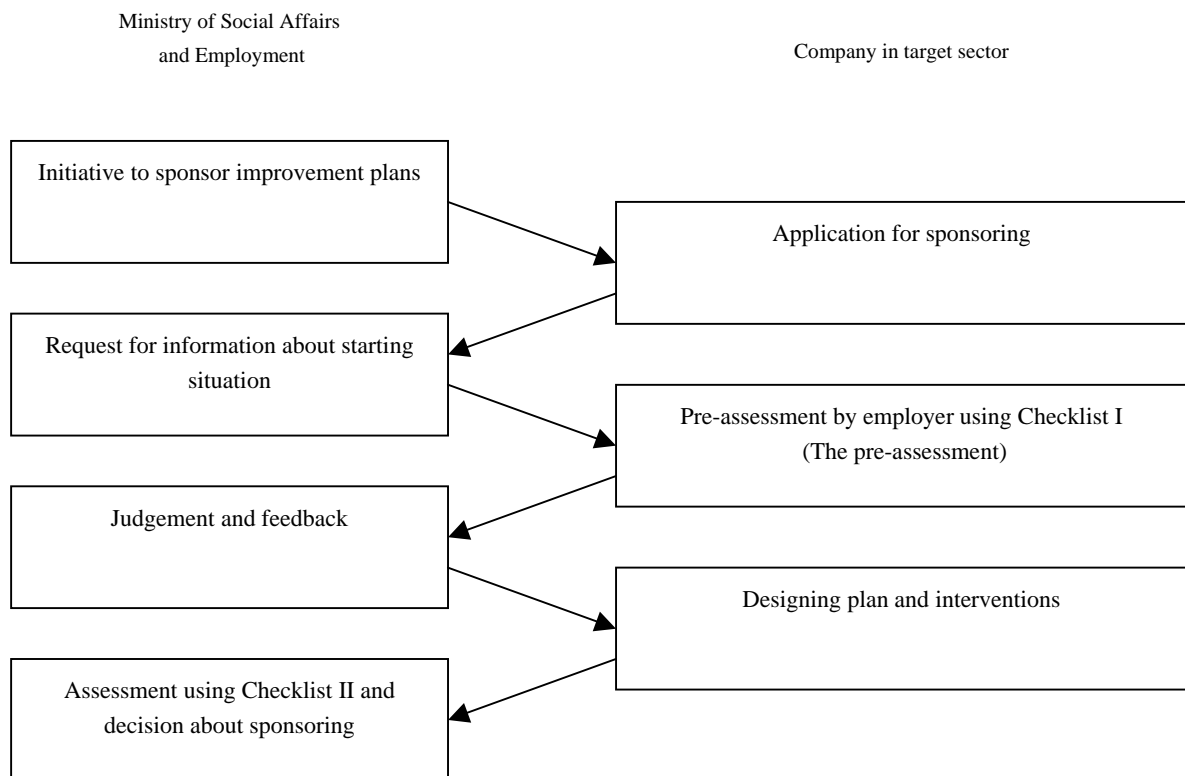 Ministry of Social Affairs
and Employment
Company in target sector
Initiative to sponsor improvement plans
Application for sponsoring
Request for information about starting
situation
Pre-assessment by employer using Checklist I
(The pre-assessment)
Judgement and feedback
Designing plan and interventions
Assessment using Checklist II and
decision about sponsoring